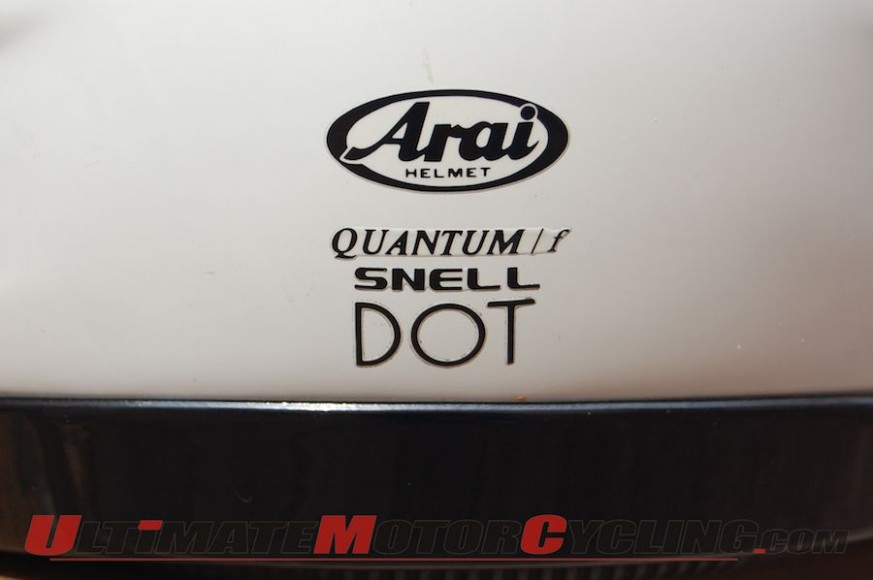 Arai
HELMET
QUANTUM/f
SNELL
DOT
ULTIMATEMOTORCYCLING.COM